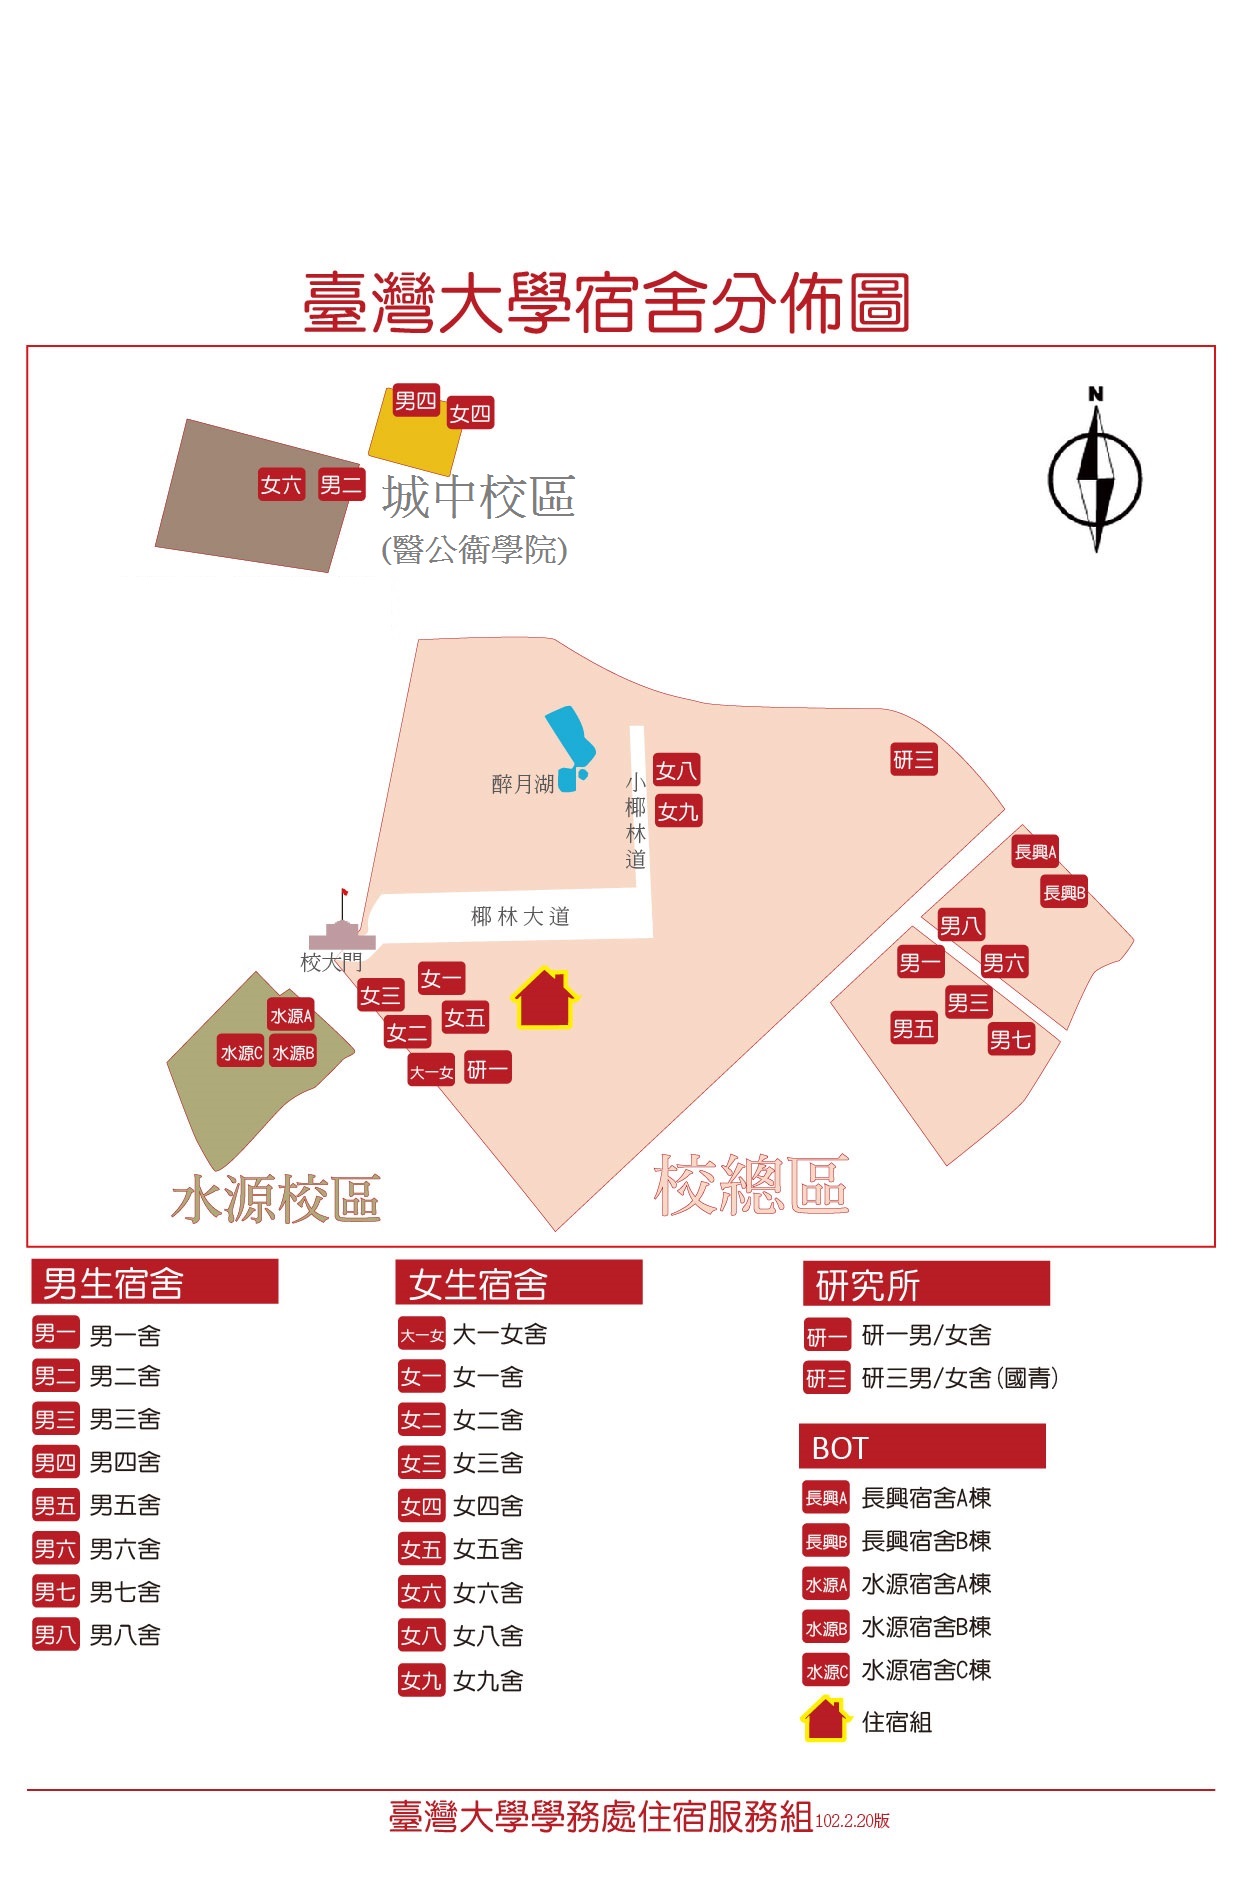 臺灣大學宿舍分佈圖
N
男四
女四
女六
男二
城中校區
(醫公衛學院)
醉月湖
小椰林道
女八
女九
研三
長興A
長興B
椰林大道
校大門
男八
男一
男六
男三
男五
男七
女一
女三
女五
女二
大一女
研一
水源A
水源C
水源B
水源校區
校總區
男生宿舍
男一 男一舍
男二 男二舍
男三 男三舍
男四 男四舍
男五 男五舍
男六 男六舍
男七 男七舍
男八 男八舍
女生宿舍
大一女 大一女舍
女一 女一舍
女二 女二舍
女三 女三舍
女四 女四舍
女五 女五舍
女六 女六舍
女八 女八舍
女九 女九舍
研究所
研一 研一男/女舍
研三 研三男/女舍(國青)
BOT
長興A 長興宿舍A棟
長興B 長興宿舍B棟
水源A 水源宿舍A棟
水源B 水源宿舍B棟
水源C 水源宿舍C棟
住宿組
臺灣大學學務處住宿服務組102.2.20版